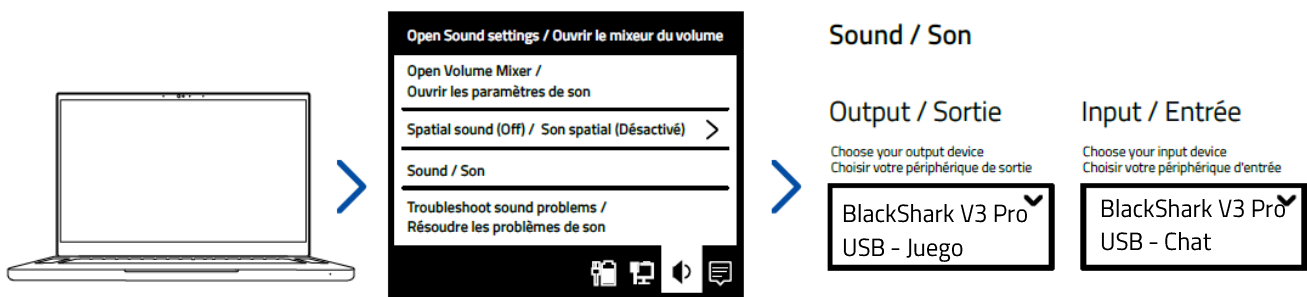 Open Sound settings / Ouvrir le mixeur du volume
Open Volume Mixer /
Ouvrir les paramètres de son
Spatial sound (Off) / Son spatial (Désactivé)
Sound / Son
Troubleshoot sound problems /
Résoudre les problèmes de son
Sound / Son
Output / Sortie
Choose your output device
Choisir votre périphérique de sortie
BlackShark V3 Pro
USB - Juego
Input / Entrée
Choose your input device
Choisir votre périphérique d'entrée
BlackShark V3 Pro
USB - Chat